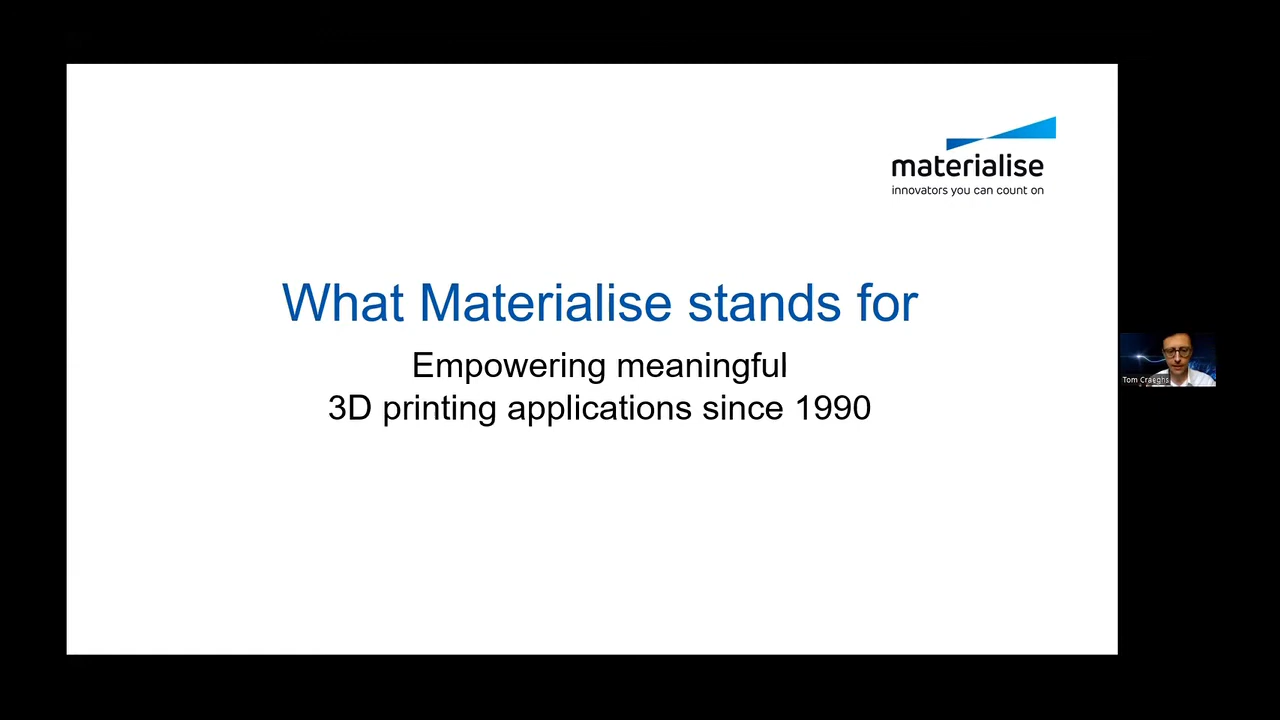 materialise
innovators you can count on
What Materialise stands for
Empowering meaningful
3D printing applications since 1990
Tom Craeghs